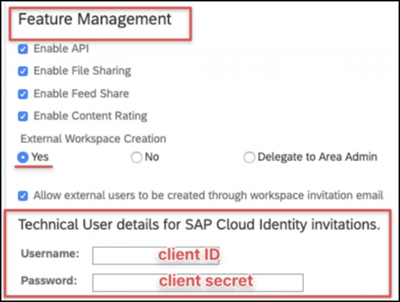 Feature Management
Enable API
Enable File Sharing
Enable Feed Share
Enable Content Rating
External Workspace Creation
Yes No Delegate to Area Admin
Allow external users to be created through workspace invitation email
Technical User details for SAP Cloud Identity invitations.
Username: client ID
Password: client secret